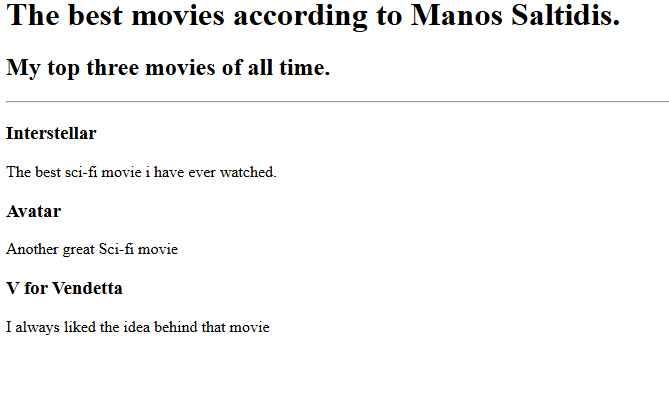 The best movies according to Manos Saltidis.
My top three movies of all time.
Interstellar
The best sci-fi movie i have ever watched.
Avatar
Another great Sci-fi movie
V for Vendetta
I always liked the idea behind that movie